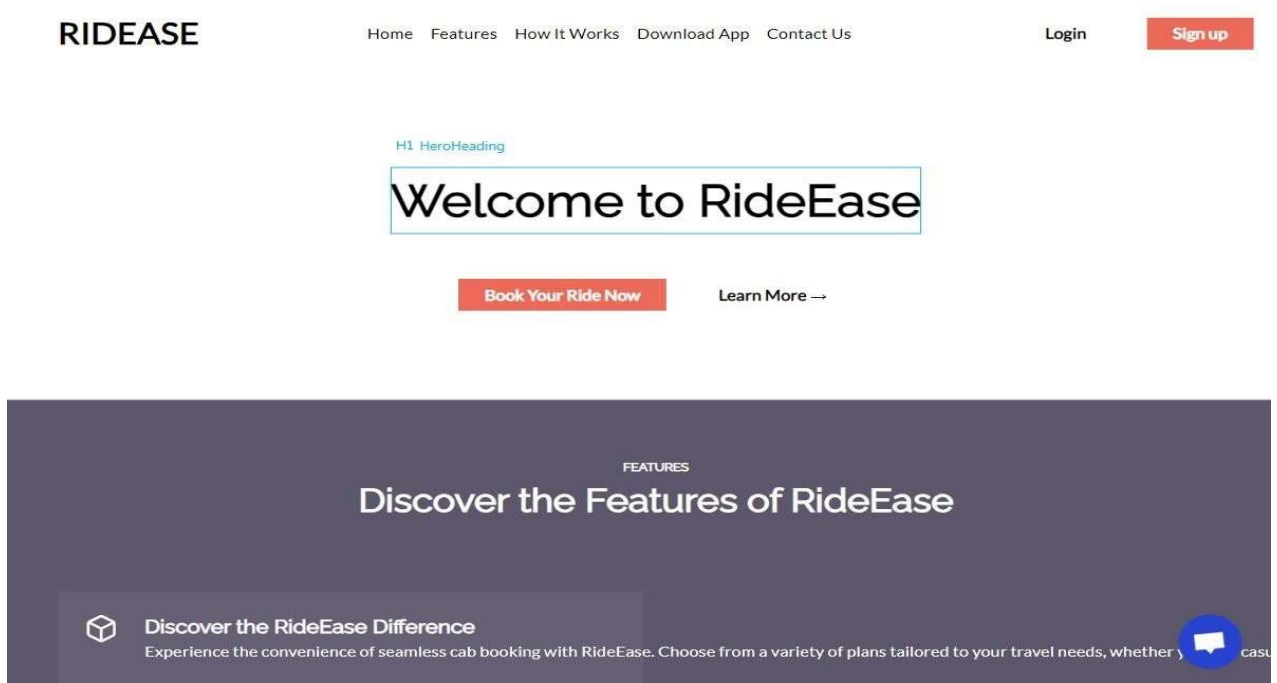 RIDEASE
Home Features How It Works Download App Contact Us
Login
Sign up
H1 HeroHeading
Welcome to RideEase
Book Your Ride Now
Learn More →
FEATURES
Discover the Features of RideEase
Discover the RideEase Difference
Experience the convenience of seamless cab booking with RideEase. Choose from a variety of plans tailored to your travel needs, whether